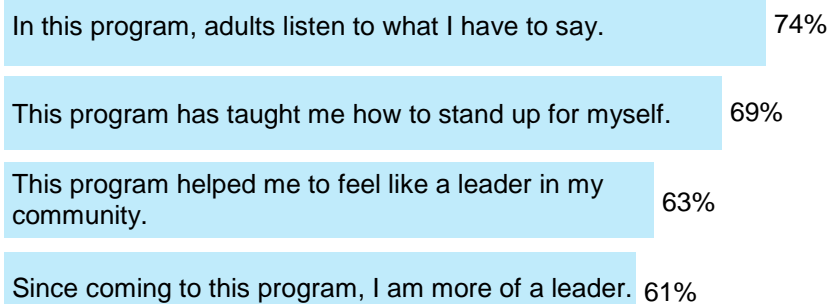 In this program, adults listen to what I have to say. 74%
This program has taught me how to stand up for myself. 69%
This program helped me to feel like a leader in my
community. 63%
Since coming to this program, I am more of a leader. 61%